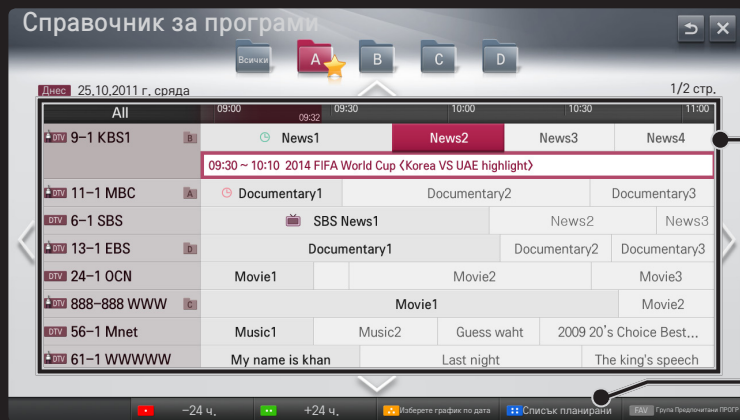 Справочник за програми
Всички A B C D
Днес 25.10.2011 г. сряда 1/2 стр.
All 09:00 09:30 10:00 10:30 11:00
09:32
DTV 9-1 KBS1 B News1 News2 News3 News4
09:30 ~ 10:10 2014 FIFA World Cup 〈Korea VS UAE highlight〉
DTV 11-1 MBC A Documentary1 Documentary2 Documentary3
DTV 6-1 SBS SBS News1 News2 News3
DTV 13-1 EBS D Documentary1 Documentary2 Documentary3
DTV 24-1 OCN Movie1 Movie2 Movie3
DTV 888-888 WWW C Movie1 Movie2
DTV 56-1 Mnet Music1 Music2 Guess waht 2009 20's Choice Best...
DTV 61-1 WWWWW My name is khan Last night The king's speech
-24 ч. +24 ч. Изберете график по дата Списък планирани FAV Група Предпочитани ПРОГР